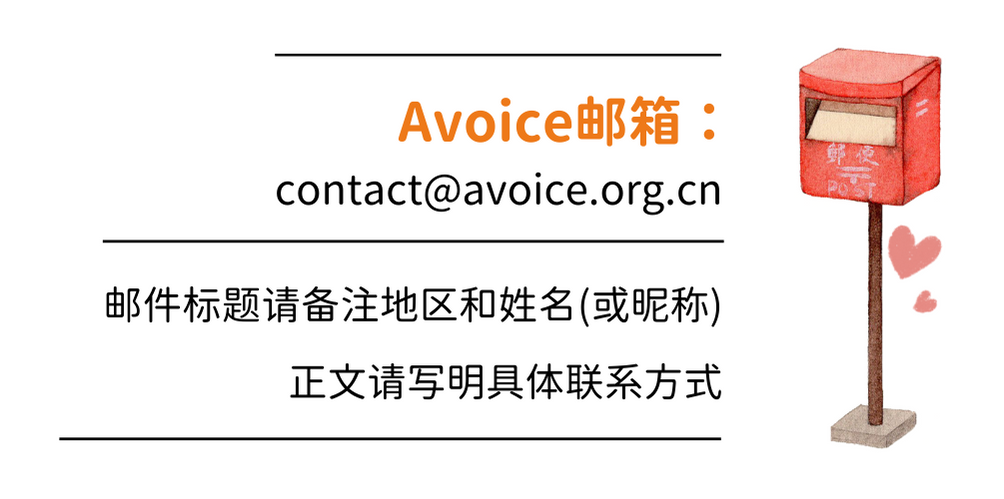 Avoice邮箱：
contact@avoice.org.cn
邮件标题请备注地区和姓名(或昵称)
正文请写明具体联系方式
郵便
〒
POST